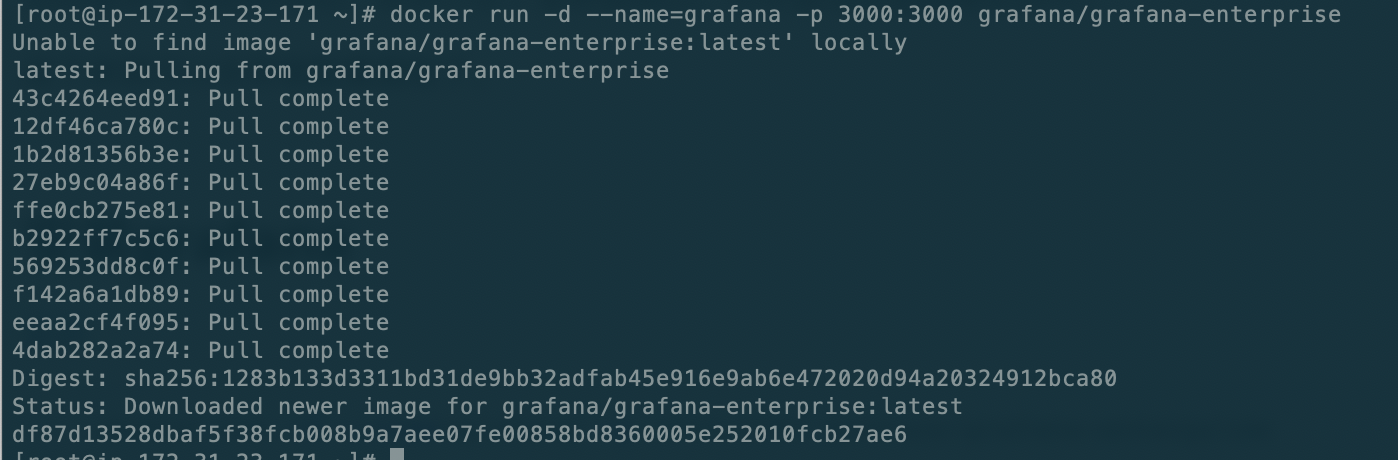 [root@ip-172-31-23-171 ~]# docker run -d --name=grafana -p 3000:3000 grafana/grafana-enterprise
Unable to find image 'grafana/grafana-enterprise:latest' locally
latest: Pulling from grafana/grafana-enterprise
43c4264eed91: Pull complete
12df46ca780c: Pull complete
1b2d81356b3e: Pull complete
27eb9c04a86f: Pull complete
ffe0cb275e81: Pull complete
b2922ff7c5c6: Pull complete
569253dd8c0f: Pull complete
f142a6a1db89: Pull complete
eeaa2cf4f095: Pull complete
4dab282a2a74: Pull complete
Digest: sha256:1283b133d3311bd31de9bb32adfab45e916e9ab6e472020d94a20324912bca80
Status: Downloaded newer image for grafana/grafana-enterprise:latest
df87d13528dbaf5f38fcb008b9a7aee07fe00858bd8360005e252010fcb27ae6
[root@ip-172-31-23-171 ~]#